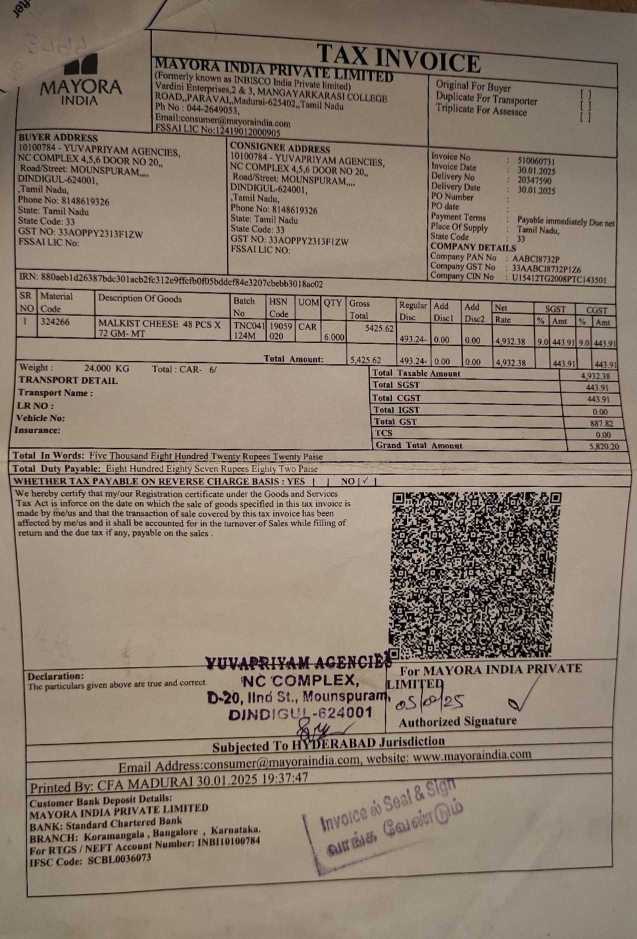 TAX INVOICE
MAYORA
INDIA
MAYORA INDIA PRIVATE LIMITED
(Formerly known as INBISCO India Private limited)
Vardini Enterprises,2 & 3, MANGAYARKARASI COLLEGE
ROAD,,PARAVAI,,Madurai-625402,,Tamil Nadu
Ph No : 044-2649053,
Email:consumer@mayoraindia.com
FSSAI LIC No:12419012000905
Original For Buyer [ ]
Duplicate For Transporter [ ]
Triplicate For Assessee [ ]
BUYER ADDRESS
10100784 - YUVAPRIYAM AGENCIES,
NC COMPLEX 4,5,6 DOOR NO 20,,
Road/Street: MOUNSPURAM,,,,
DINDIGUL-624001,
,Tamil Nadu,
Phone No: 8148619326
State: Tamil Nadu
State Code: 33
GST NO: 33AOPPY2313F1ZW
FSSAI LIC No:
CONSIGNEE ADDRESS
10100784 - YUVAPRIYAM AGENCIES,
NC COMPLEX 4,5,6 DOOR NO 20,,
Road/Street: MOUNSPURAM,,,,
DINDIGUL-624001,
,Tamil Nadu,
Phone No: 8148619326
State: Tamil Nadu
State Code: 33
GST NO: 33AOPPY2313F1ZW
FSSAI LIC No:
Invoice No : 510060731
Invoice Date : 30.01.2025
Delivery No : 20347590
Delivery Date : 30.01.2025
PO Number :
PO date :
Payment Terms : Payable immediately Due net
Place Of Supply : Tamil Nadu,
State Code : 33
COMPANY DETAILS
Company PAN No : AABCI8732P
Company GST No : 33AABCI8732P1Z6
Company CIN No : U15412TG2008PTC143501
IRN: 880aeb1d26387bdc301acb2fc312e9ffcfb0f05bddcf84e3207cbebb3018ac02
SR NO Material Code Description Of Goods Batch No HSN Code UOM QTY Gross Total Regular Disc Add Disc1 Add Disc2 Net Rate SGST % Amt CGST % Amt
1 324266 MALKIST CHEESE 48 PCS X 72 GM- MT TNC041 124M 19059 020 CAR 6.000 5425.62 493.24- 0.00 0.00 4,932.38 9.0 443.91 9.0 443.91
Total Amount: 5,425.62 493.24- 0.00 0.00 4,932.38 443.91 443.91
Weight : 24.000 KG Total : CAR- 6/
TRANSPORT DETAIL
Transport Name :
LR NO :
Vehicle No:
Insurance:
Total Taxable Amount 4,932.38
Total SGST 443.91
Total CGST 443.91
Total IGST 0.00
Total GST 887.82
TCS 0.00
Grand Total Amount 5,820.20
Total In Words: Five Thousand Eight Hundred Twenty Rupees Twenty Paise
Total Duty Payable: Eight Hundred Eighty Seven Rupees Eighty Two Paise
WHETHER TAX PAYABLE ON REVERSE CHARGE BASIS : YES [ ] NO [✓]
We hereby certify that my/our Registration certificate under the Goods and Services
Tax Act is inforce on the date on which the sale of goods specified in this tax invoice is
made by me/us and that the transaction of sale covered by this tax invoice has been
affected by me/us and it shall be accounted for in the turnover of Sales while filling of
return and the due tax if any, payable on the sales .
YUVAPRIYAM AGENCIES
NC COMPLEX,
D-20, IInd St., Mounspuram,
DINDIGUL-624001
Declaration:
The particulars given above are true and correct
For MAYORA INDIA PRIVATE
LIMITED
Authorized Signature
Subjected To HYDERABAD Jurisdiction
Email Address:consumer@mayoraindia.com, website: www.mayoraindia.com
Printed By: CFA MADURAI 30.01.2025 19:37:47
Customer Bank Deposit Details:
MAYORA INDIA PRIVATE LIMITED
BANK: Standard Chartered Bank
BRANCH: Koramangala , Bangalore , Karnataka.
For RTGS / NEFT Account Number: INBI10100784
IFSC Code: SCBL0036073
Invoice ல் Seal & Sign
வாங்க வேண்டும்